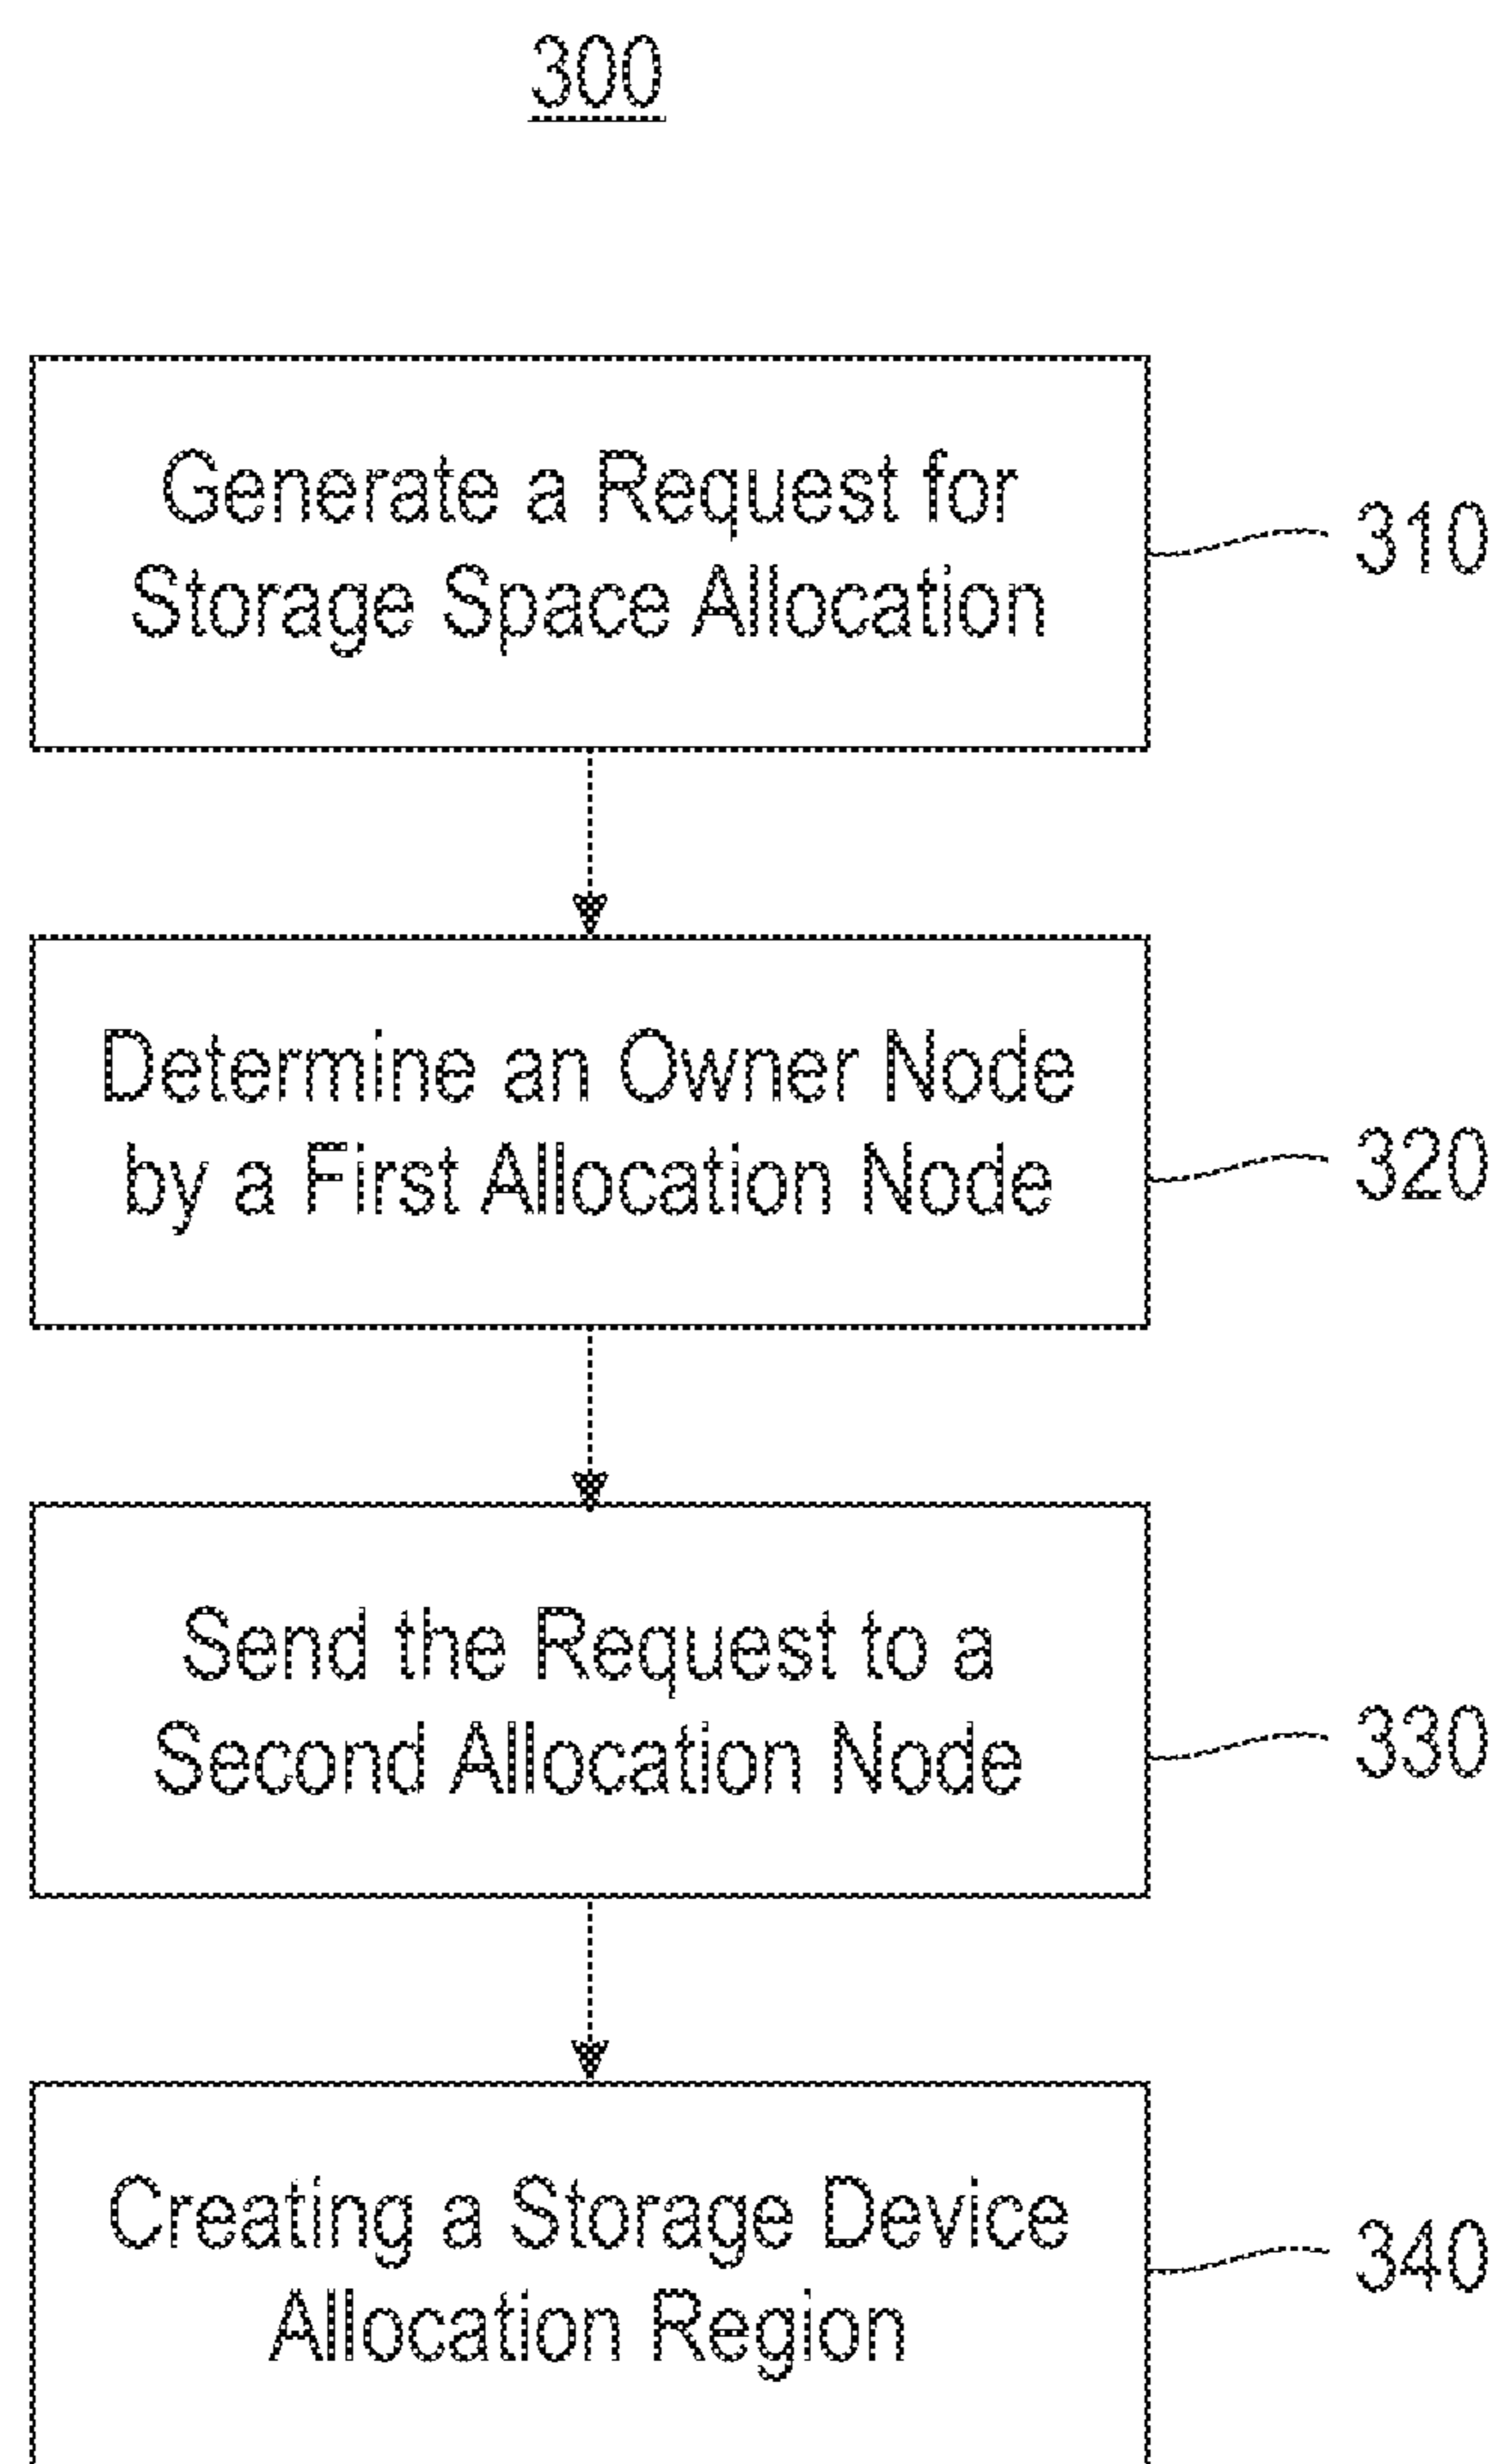 300
Generate a Request for
Storage Space Allocation
310
Determine an Owner Node
by a First Allocation Node
320
Send the Request to a
Second Allocation Node
330
Creating a Storage Device
Allocation Region
340